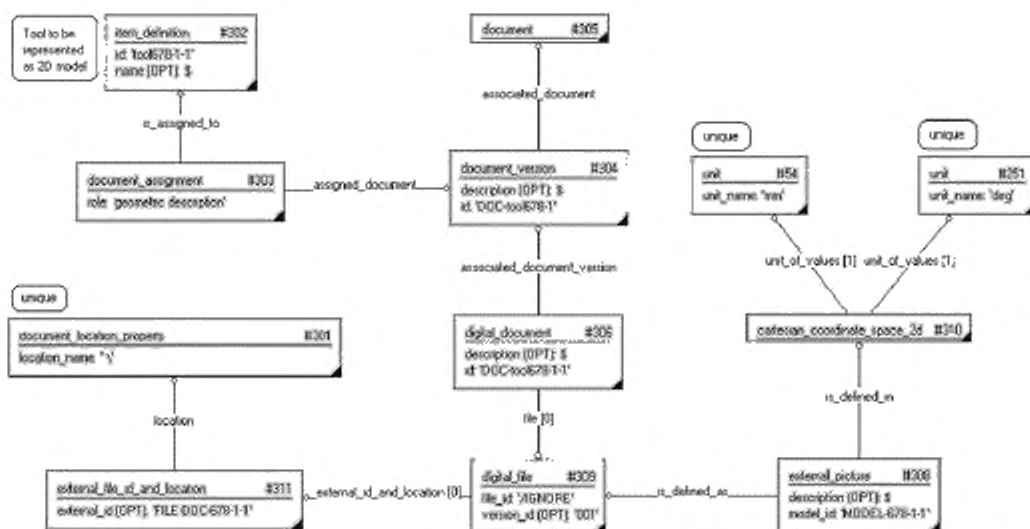 Tool to be
represented
as 2D model
item_definition #302
id: 'tool678-1-1'
name [OPT]: $
document #305
is_assigned_to
associated_document
unique
unique
document_assignment #303
role: 'geometric description'
assigned_document
document_version #304
description [OPT]: $
id: 'DOC-tool678-1'
unit #54
unit_name: 'mm'
unit #251
unit_name: 'deg'
associated_document_version
unit_of_values [1]
unit_of_values [1]
unique
document_location_property #301
location_name: '.\'
digital_document #306
description [OPT]: $
id: 'DOC-tool678-1-1'
cartesian_coordinate_space_2d #310
location
file [0]
is_defined_in
external_file_id_and_location #311
external_id [OPT]: 'FILE-DOC-678-1-1'
external_id_and_location [0]
digital_file #309
file_id: '/IGNORE'
version_id [OPT]: '001'
is_defined_as
external_picture #308
description [OPT]: $
model_id: 'MODEL-678-1-1'